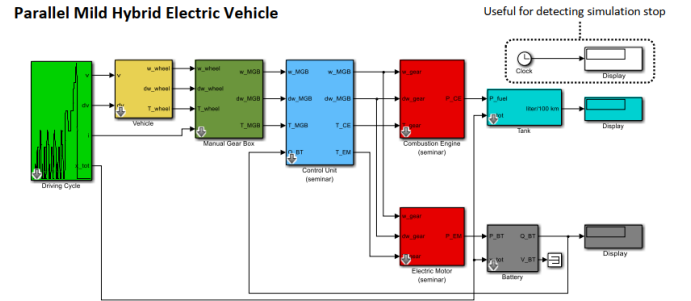 Parallel Mild Hybrid Electric Vehicle
Useful for detecting simulation stop
Clock
Display
v
dv
i
x_tot
Driving Cycle
v
dv
w_wheel
dw_wheel
T_wheel
Vehicle
w_wheel
dw_wheel
T_wheel
w_MGB
dw_MGB
T_MGB
Manual Gear Box
w_MGB
dw_MGB
T_MGB
Q_BT
w_MGB
dw_MGB
T_CE
T_EM
Control Unit
(seminar)
w_gear
dw_gear
P_CE
Combustion Engine
(seminar)
P_fuel
liter/100 km
Tank
Display
w_gear
dw_gear
P_EM
Electric Motor
(seminar)
P_BT
Q_BT
V_BT
Battery
Display